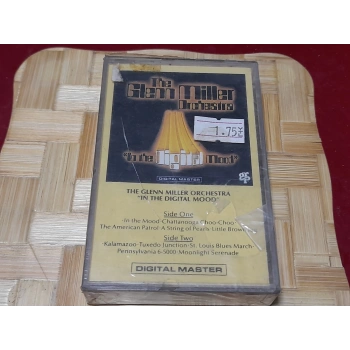 The
Glenn Miller
Orchestra
1.75
"In the Digital Mood"
DIGITAL MASTER
GRP
THE GLENN MILLER ORCHESTRA
"IN THE DIGITAL MOOD"
Side One
In the Mood-Chattanooga Choo-Choo
The American Patrol-A String of Pearls-Little Brown
Side Two
Kalamazoo-Tuxedo Junction-St. Louis Blues March
Pennsylvania 6-5000-Moonlight Serenade
DIGITAL MASTER